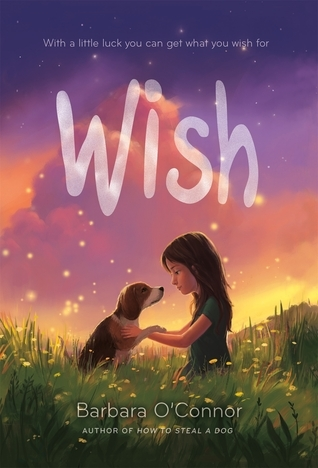 With a little luck you can get what you wish for
Wish
Barbara O'Connor
AUTHOR OF HOW TO STEAL A DOG